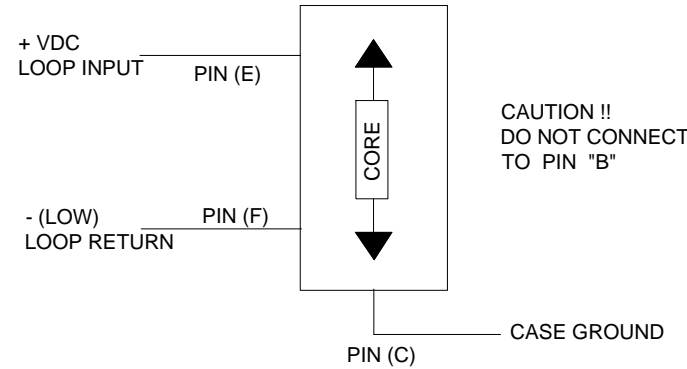 + VDC
LOOP INPUT
PIN (E)
CORE
CAUTION !!
DO NOT CONNECT
TO PIN "B"
- (LOW)
LOOP RETURN
PIN (F)
CASE GROUND
PIN (C)